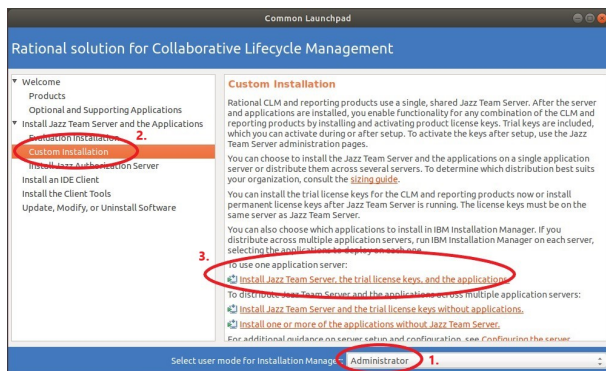 Common Launchpad
Rational solution for Collaborative Lifecycle Management
Welcome
Products
Optional and Supporting Applications
Install Jazz Team Server and the Applications
Evaluation Installation
2.
Custom Installation
Install Jazz Authorization Server
Install an IDE Client
Install the Client Tools
Update, Modify, or Uninstall Software
Custom Installation
Rational CLM and reporting products use a single, shared Jazz Team Server. After the server
and applications are installed, you enable functionality for any combination of the CLM and
reporting products by installing and activating product license keys. Trial keys are included,
which you can activate during or after setup. To activate the keys after setup, use the Jazz
Team Server administration pages.
You can choose to install the Jazz Team Server and the applications on a single application
server or distribute them across several servers. To determine which distribution best suits
your organization, consult the sizing guide.
You can install the trial license keys for the CLM and reporting products now or install
permanent license keys after Jazz Team Server is running. The license keys must be on the
same server as Jazz Team Server.
You can also choose which applications to install in IBM Installation Manager. If you
distribute across multiple application servers, run IBM Installation Manager on each server,
selecting the applications to deploy on each one.
3.
To use one application server:
Install Jazz Team Server, the trial license keys, and the applications.
To distribute Jazz Team Server and the applications across multiple application servers:
Install Jazz Team Server and the trial license keys without applications.
Install one or more of the applications without Jazz Team Server.
For additional guidance on server setup and configuration, see Configuring the server
Select user mode for Installation Manager: Administrator
1.